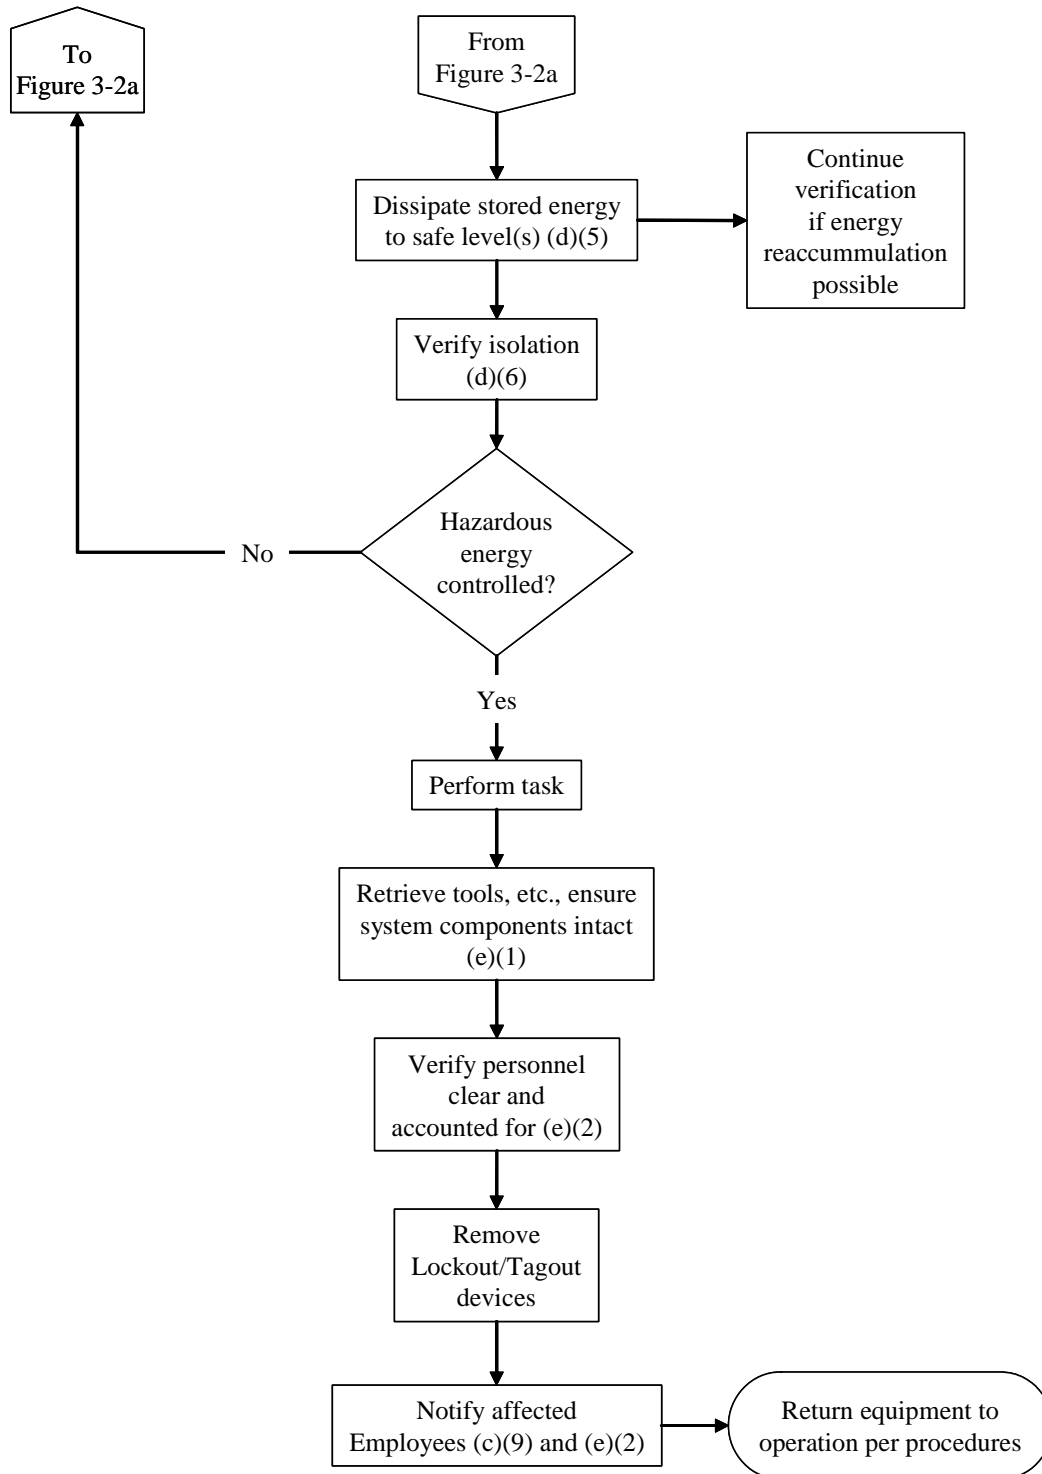 To
Figure 3-2a
From
Figure 3-2a
Dissipate stored energy
to safe level(s) (d)(5)
Continue
verification
if energy
reaccummulation
possible
Verify isolation
(d)(6)
Hazardous
energy
controlled?
No
Yes
Perform task
Retrieve tools, etc., ensure
system components intact
(e)(1)
Verify personnel
clear and
accounted for (e)(2)
Remove
Lockout/Tagout
devices
Notify affected
Employees (c)(9) and (e)(2)
Return equipment to
operation per procedures